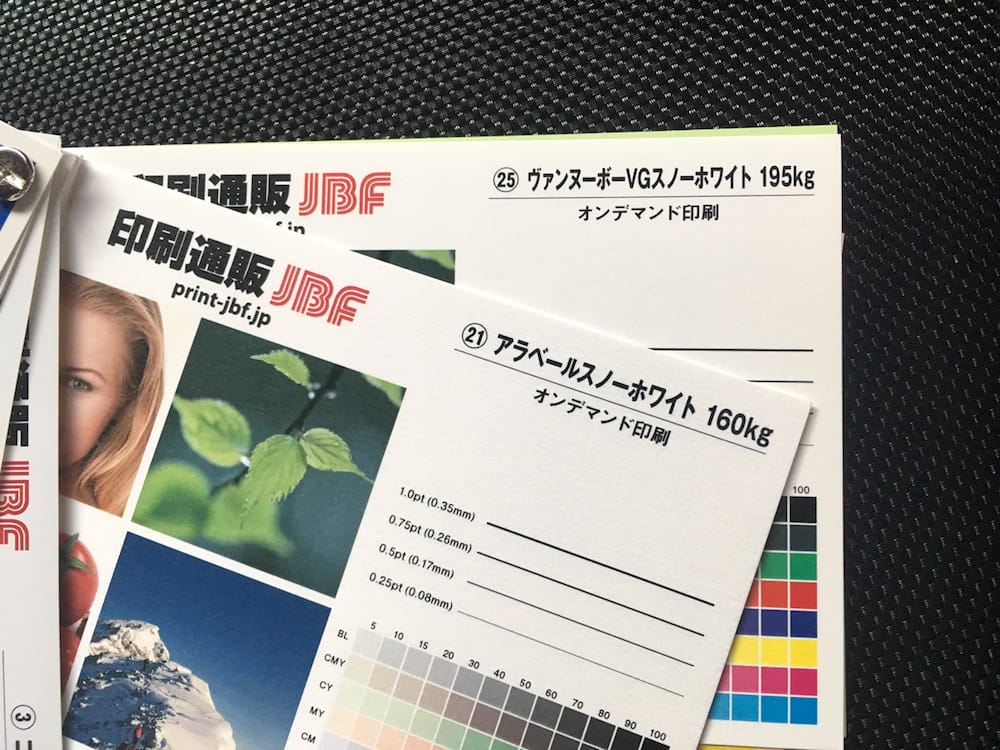 印刷通販 JBF
㉕ ヴァンヌーボーVGスノーホワイト 195kg
オンデマンド印刷
100
印刷通販 JBF
print-jbf.jp
㉑ アラベールスノーホワイト 160kg
オンデマンド印刷
1.0pt (0.35mm)
0.75pt (0.26mm)
0.5pt (0.17mm)
0.25pt (0.08mm)
5 10 15 20 30 40 50 60 70 80 90 100
BL
CMY
CY
MY
CM
JBF
③